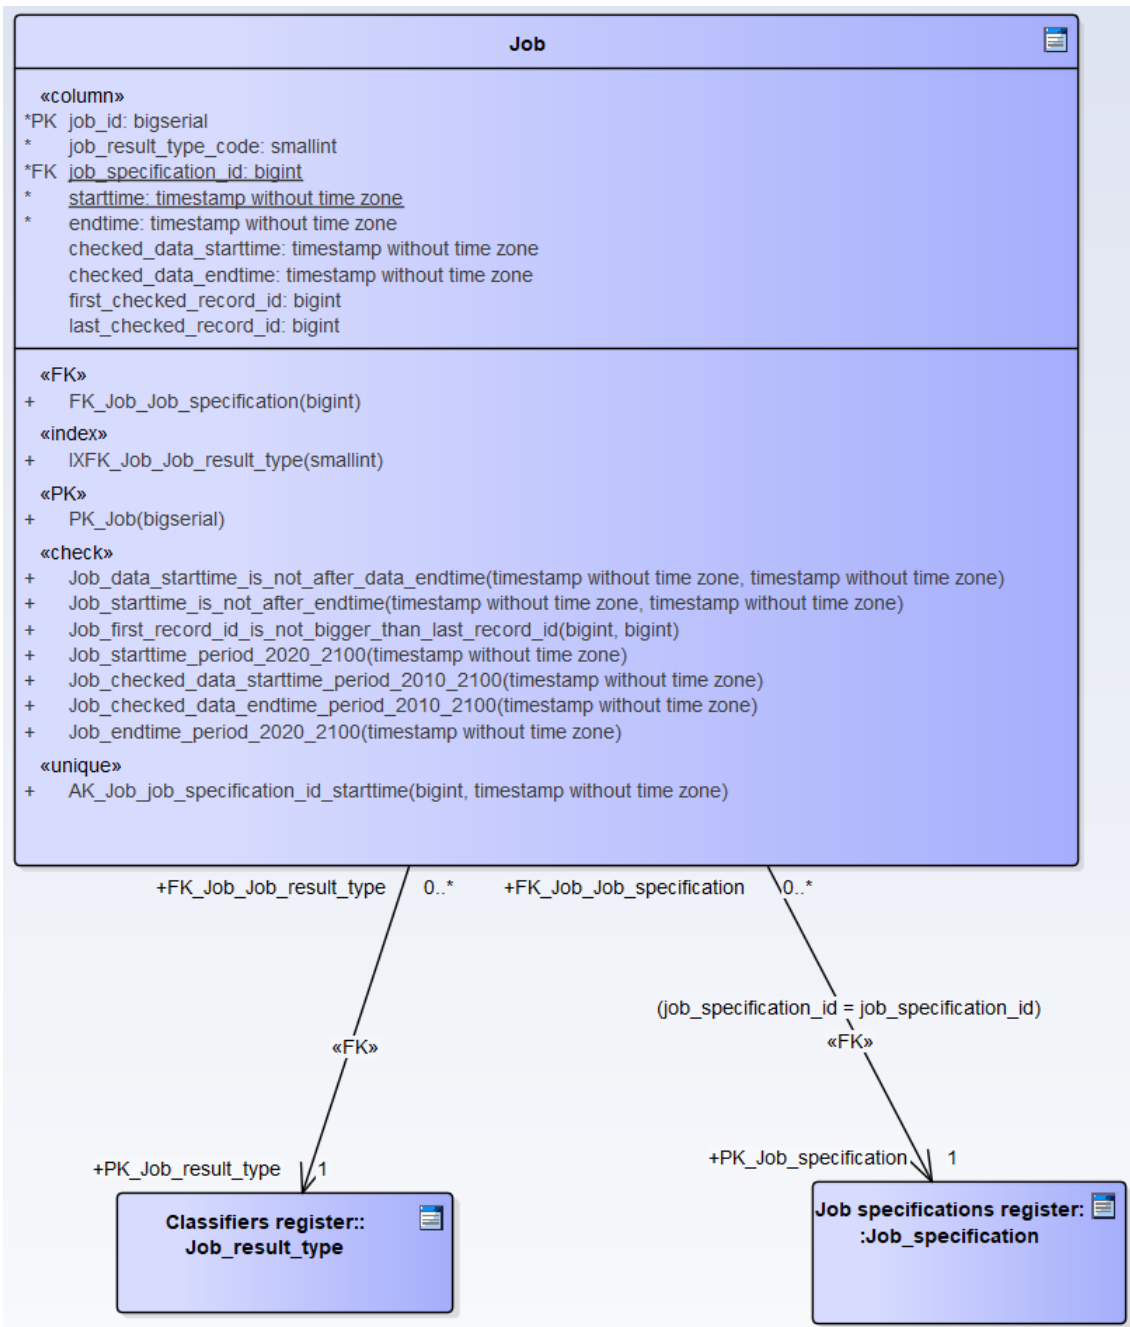 Job
«column»
*PK job_id: bigserial
* job_result_type_code: smallint
*FK job_specification_id: bigint
* starttime: timestamp without time zone
* endtime: timestamp without time zone
checked_data_starttime: timestamp without time zone
checked_data_endtime: timestamp without time zone
first_checked_record_id: bigint
last_checked_record_id: bigint
«FK»
+ FK_Job_Job_specification(bigint)
«index»
+ IXFK_Job_Job_result_type(smallint)
«PK»
+ PK_Job(bigserial)
«check»
+ Job_data_starttime_is_not_after_data_endtime(timestamp without time zone, timestamp without time zone)
+ Job_starttime_is_not_after_endtime(timestamp without time zone, timestamp without time zone)
+ Job_first_record_id_is_not_bigger_than_last_record_id(bigint, bigint)
+ Job_starttime_period_2020_2100(timestamp without time zone)
+ Job_checked_data_starttime_period_2010_2100(timestamp without time zone)
+ Job_checked_data_endtime_period_2010_2100(timestamp without time zone)
+ Job_endtime_period_2020_2100(timestamp without time zone)
«unique»
+ AK_Job_job_specification_id_starttime(bigint, timestamp without time zone)
+FK_Job_Job_result_type 0..* +FK_Job_Job_specification 0..*
(job_specification_id = job_specification_id)
«FK»
«FK»
+PK_Job_specification 1
+PK_Job_result_type 1
Classifiers register::
Job_result_type
Job specifications register:
:Job_specification